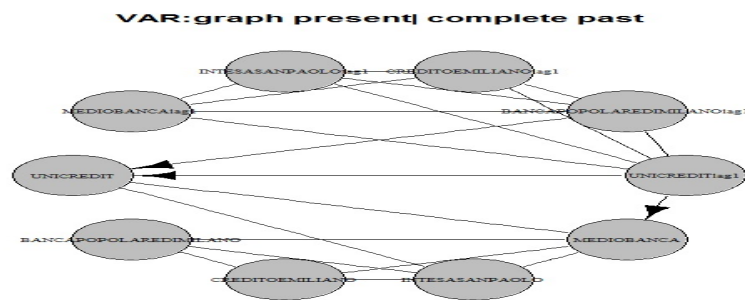 VAR:graph present| complete past
INTESASANPAOLOlag1 CREDITOEMILIANOlag1
MEDIOBANCAlag1 BANCAPOPOLAREDIMILANOlag1
UNICREDIT UNICREDITlag1
BANCAPOPOLAREDIMILANO MEDIOBANCA
CREDITOEMILIANO INTESASANPAOLO